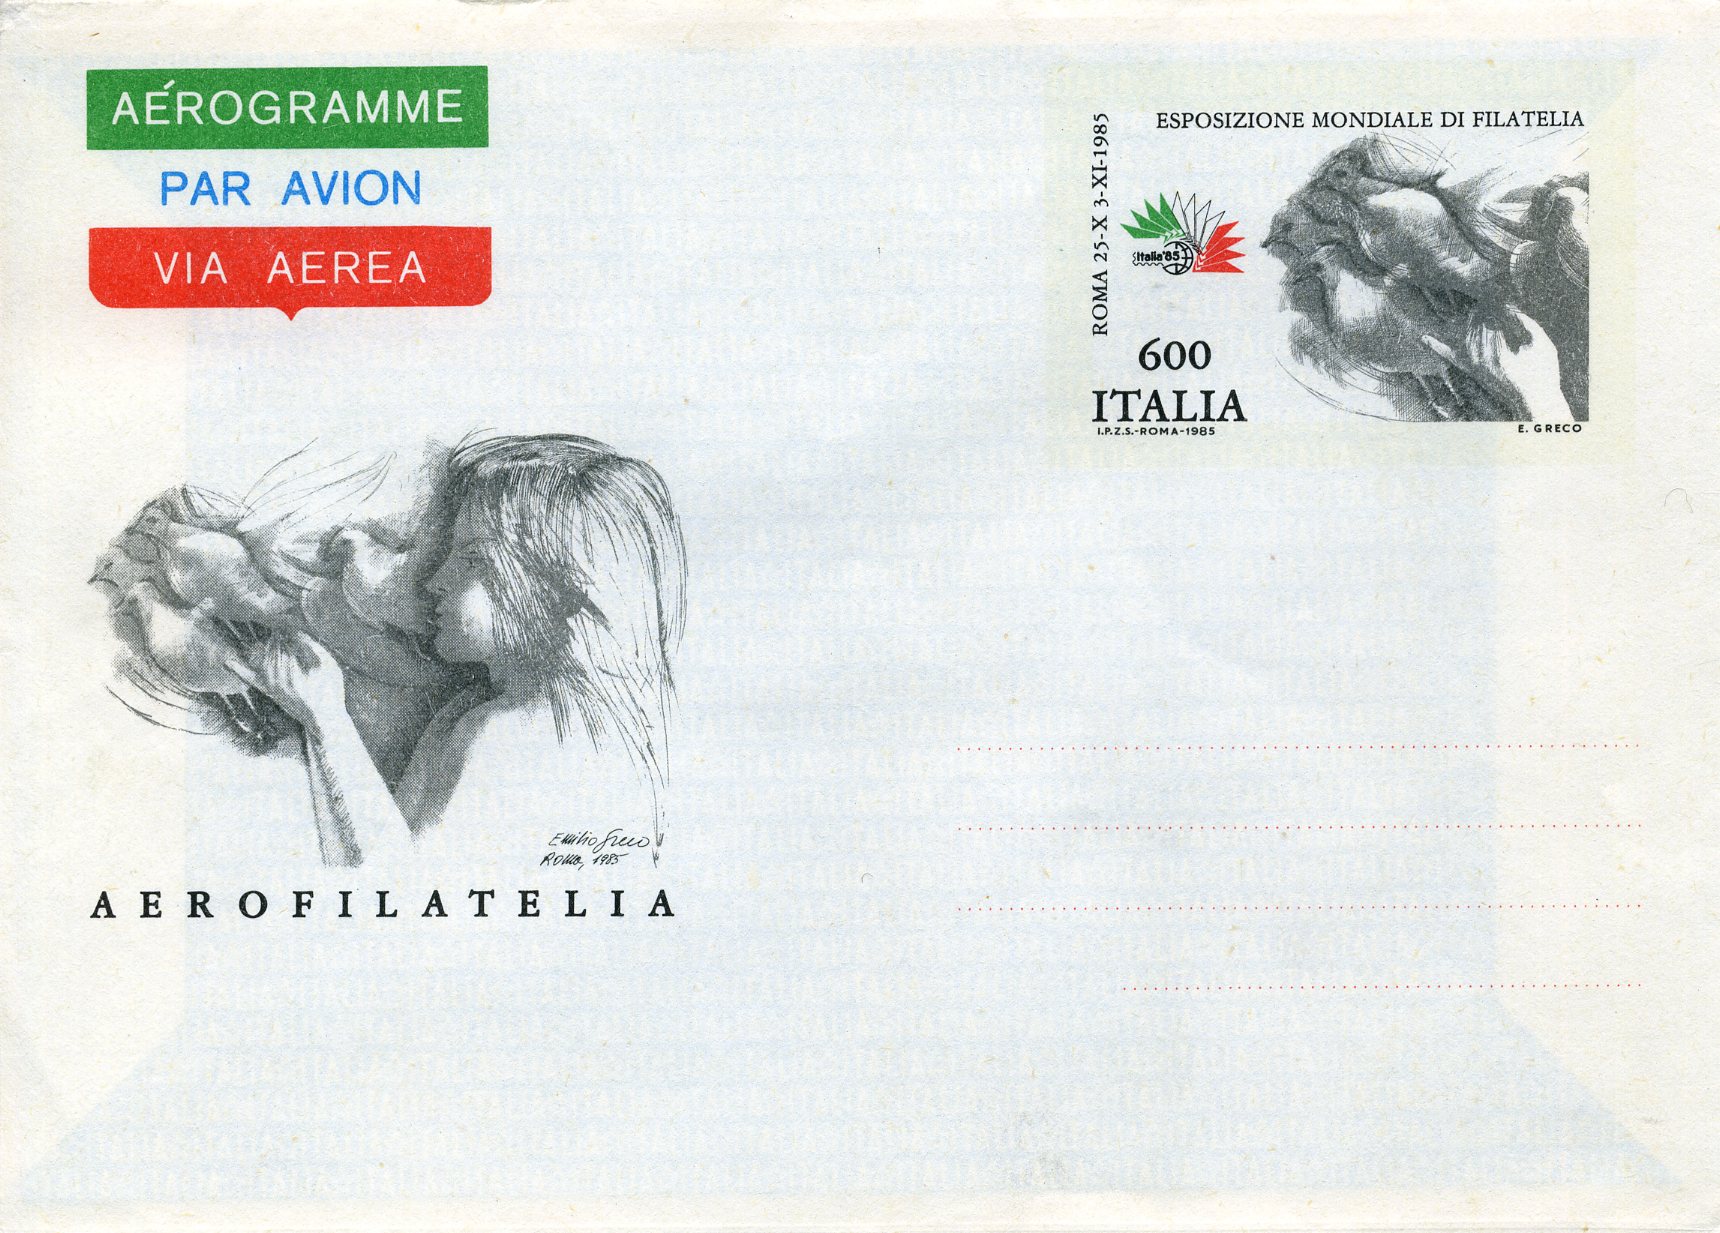 AÉROGRAMME
PAR AVION
VIA AEREA
ESPOSIZIONE MONDIALE DI FILATELIA
ROMA 25-X 3-XI-1985
Italia'85
600
ITALIA
I.P.Z.S.-ROMA-1985
E. GRECO
Emilio Greco
Roma, 1985
AEROFILATELIA